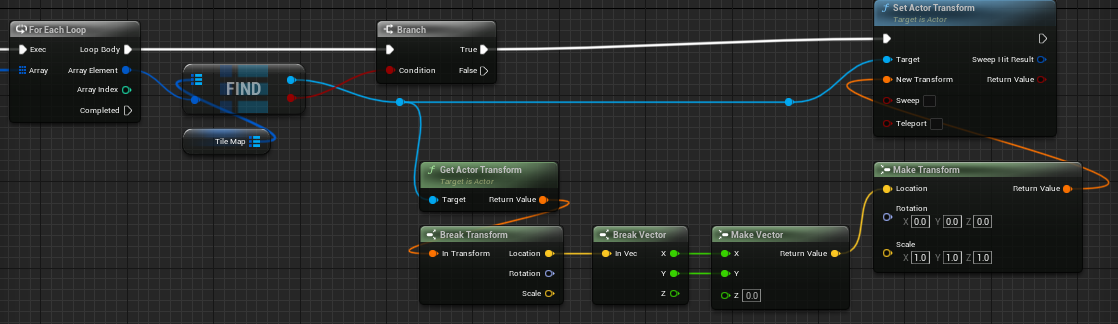 For Each Loop
Exec
Loop Body
Array
Array Element
Array Index
Completed
FIND
Tile Map
Branch
True
Condition
False
Get Actor Transform
Target is Actor
Target
Return Value
Break Transform
In Transform
Location
Rotation
Scale
Break Vector
In Vec
X
Y
Z
Make Vector
X
Return Value
Y
Z 0.0
Set Actor Transform
Target is Actor
Target
Sweep Hit Result
New Transform
Return Value
Sweep
Teleport
Make Transform
Location
Return Value
Rotation
X 0.0 Y 0.0 Z 0.0
Scale
X 1.0 Y 1.0 Z 1.0